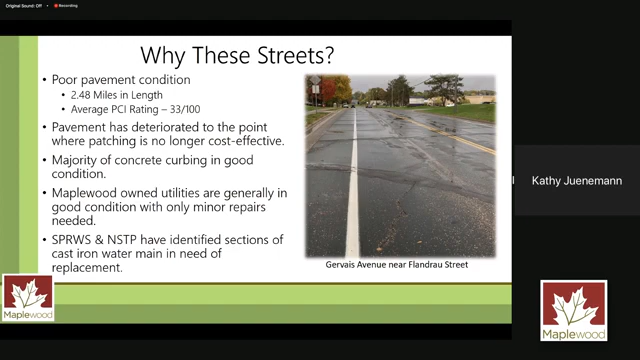 Original Sound: Off
Recording
Why These Streets?
• Poor pavement condition
• 2.48 Miles in Length
• Average PCI Rating – 33/100
• Pavement has deteriorated to the point
where patching is no longer cost-effective.
• Majority of concrete curbing in good
condition.
• Maplewood owned utilities are generally in
good condition with only minor repairs
needed.
• SPRWS & NSTP have identified sections of
cast iron water main in need of
replacement.
Gervais Avenue near Flandrau Street
Kathy Juenemann
Maplewood
Maplewood